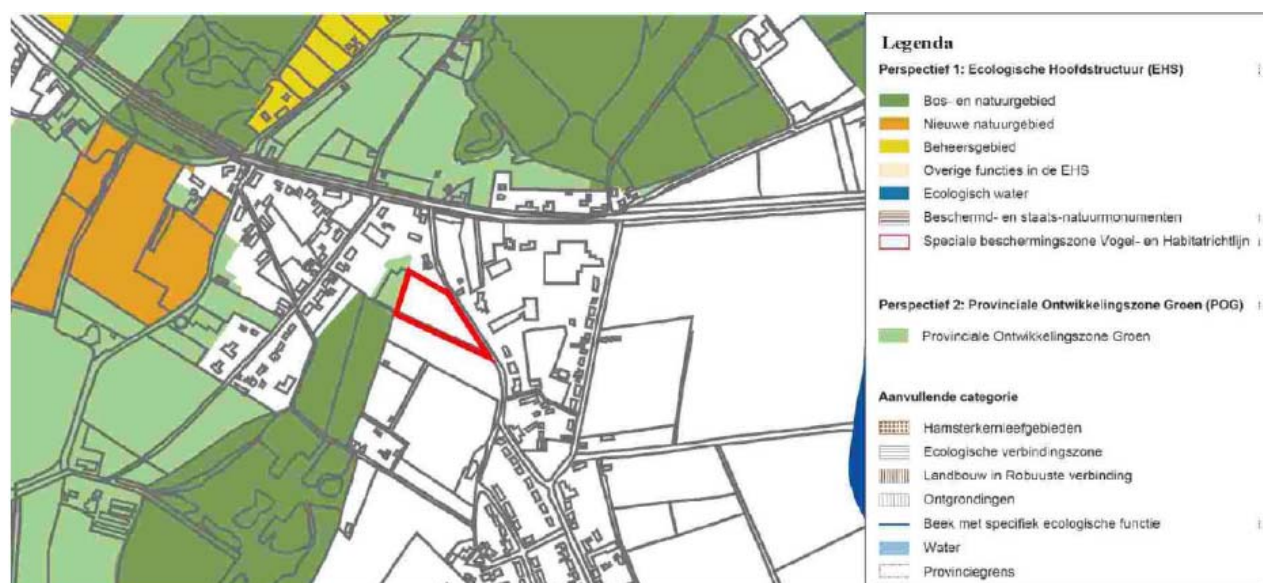 Legenda
Perspectief 1: Ecologische Hoofdstructuur (EHS)
Bos- en natuurgebied
Nieuwe natuurgebied
Beheersgebied
Overige functies in de EHS
Ecologisch water
Beschermd- en staats-natuurmonumenten
Speciale beschermingszone Vogel- en Habitatrichtlijn
Perspectief 2: Provinciale Ontwikkelingszone Groen (POG)
Provinciale Ontwikkelingszone Groen
Aanvullende categorie
Hamsterkernleefgebieden
Ecologische verbindingszone
Landbouw in Robuuste verbinding
Ontgrondingen
Beek met specifiek ecologische functie
Water
Provinciegrens